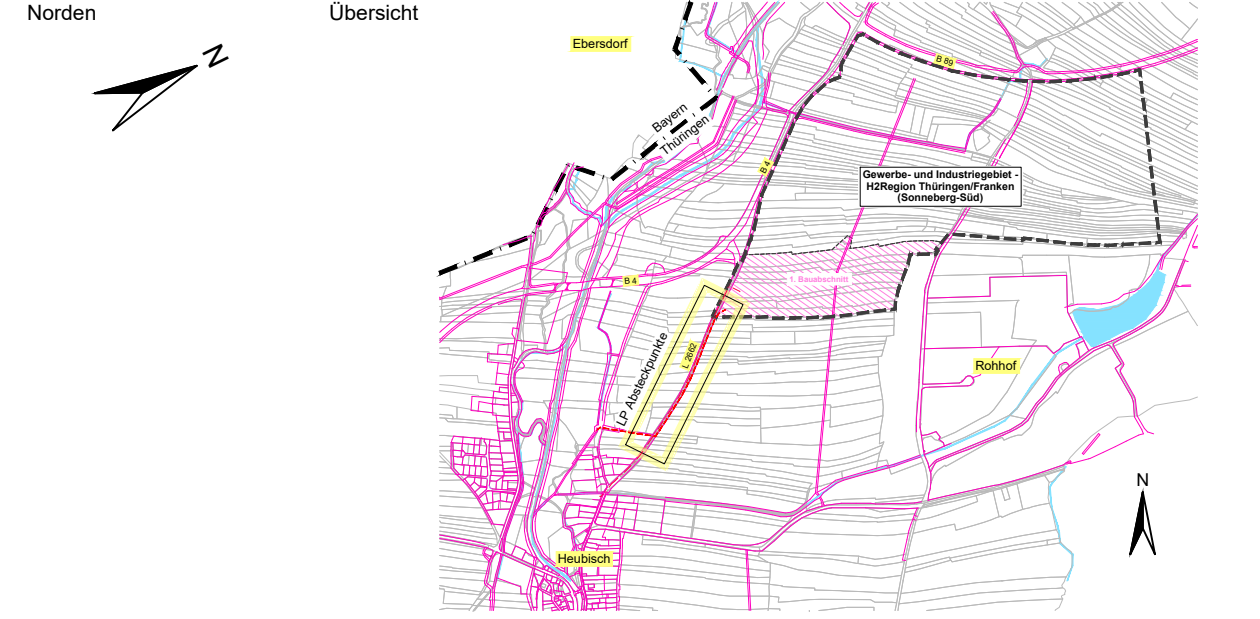 Norden
Übersicht
N
Ebersdorf
B 89
Bayern
Thüringen
B 4
Gewerbe- und Industriegebiet -
H2Region Thüringen/Franken
(Sonneberg-Süd)
B 4
1. Bauabschnitt
LP Absteckpunkte
L 2662
Rohhof
N
Heubisch